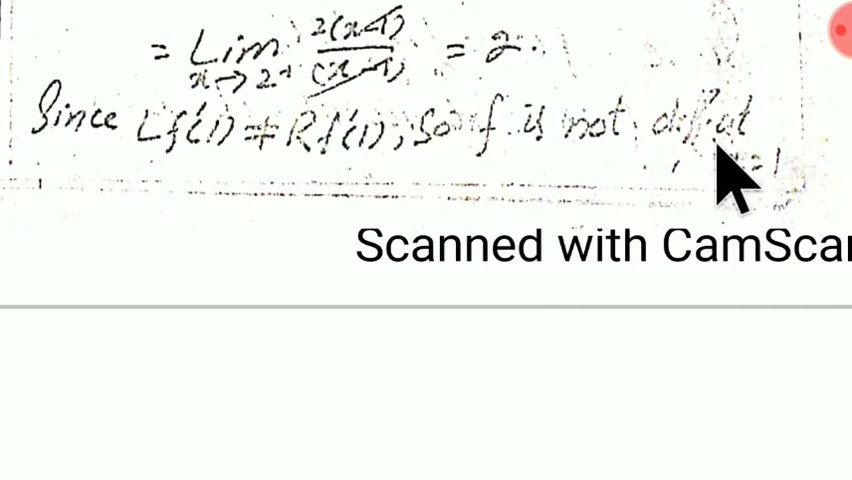 = Lim x→2+ 2(x-1)/(x-1) = 2.
Since Lf'(1) ≠ Rf'(1), So f is not diff. at
x=1
Scanned with CamScan